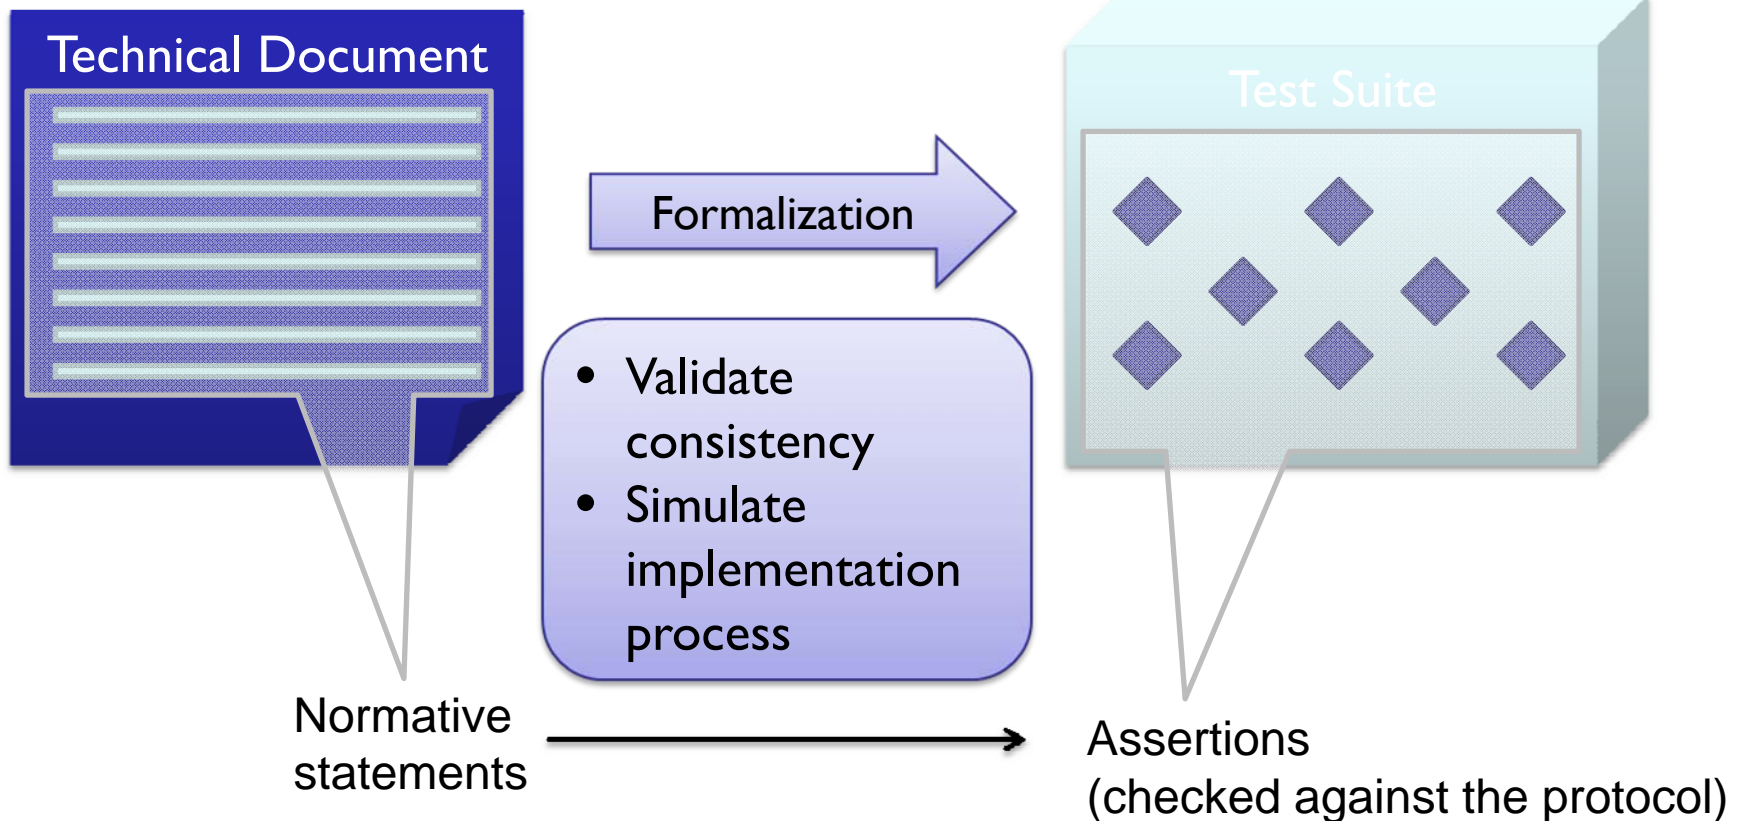 Technical Document
Test Suite
Formalization
• Validate
consistency
• Simulate
implementation
process
Normative
statements
Assertions
(checked against the protocol)